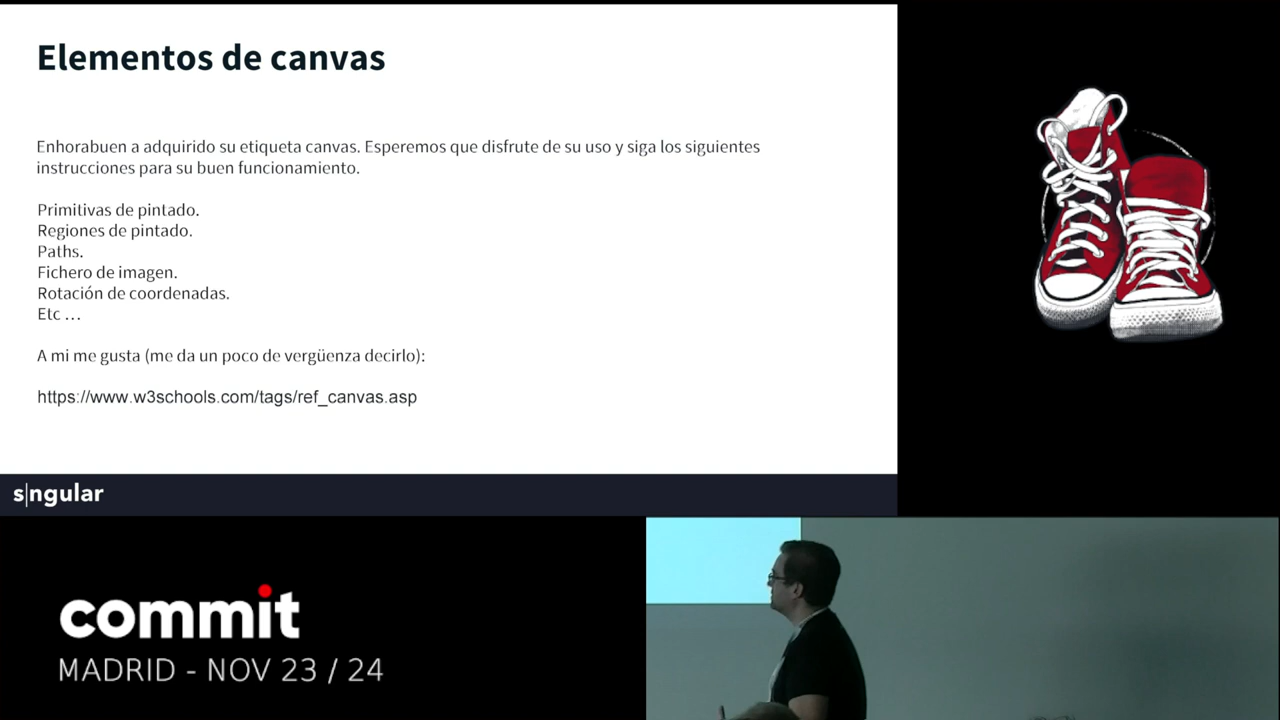 Elementos de canvas
Enhorabuen a adquirido su etiqueta canvas. Esperemos que disfrute de su uso y siga los siguientes
instrucciones para su buen funcionamiento.
Primitivas de pintado.
Regiones de pintado.
Paths.
Fichero de imagen.
Rotación de coordenadas.
Etc …
A mi me gusta (me da un poco de vergüenza decirlo):
https://www.w3schools.com/tags/ref_canvas.asp
s|ngular
commit
MADRID - NOV 23 / 24